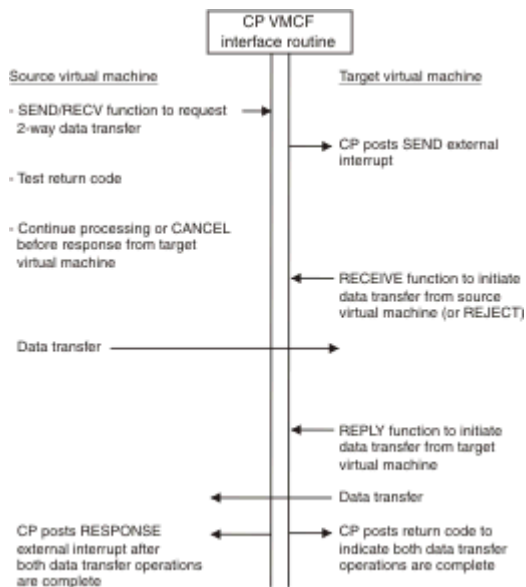 CP VMCF
interface routine
Source virtual machine
Target virtual machine
- SEND/RECV function to request
2-way data transfer
CP posts SEND external
interrupt
- Test return code
- Continue processing or CANCEL
before response from target
virtual machine
RECEIVE function to initiate
data transfer from source
virtual machine (or REJECT)
Data transfer
REPLY function to initiate
data transfer from target
virtual machine
Data transfer
CP posts RESPONSE
external interrupt after
both data transfer operations
are complete
CP posts return code to
indicate both data transfer
operations are complete